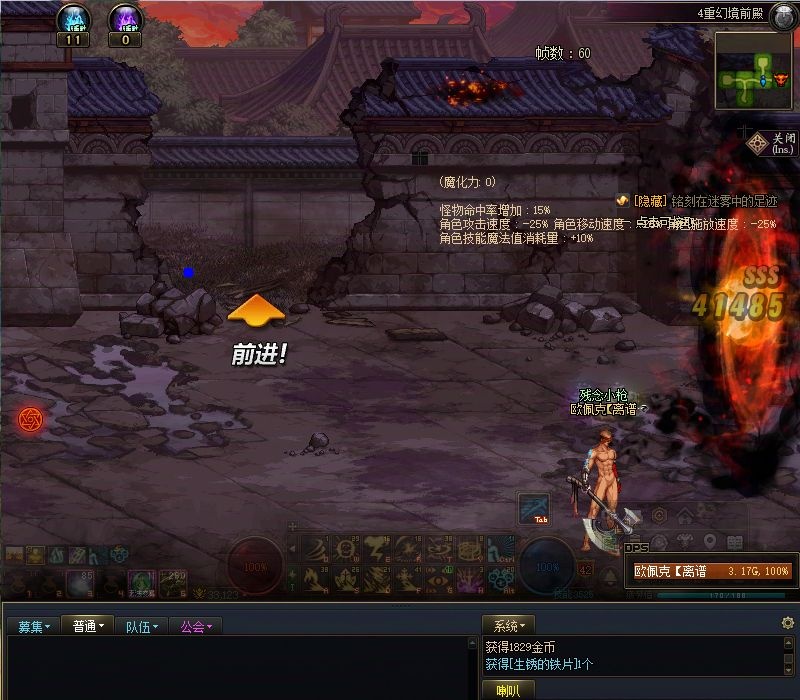 4重幻境前殿
11
0
帧数：60
关闭
(Ins.)
(魔化力: 0)
[隐藏] 铭刻在迷雾中的足迹
怪物命中率增加：15%
角色攻击速度：-25% 角色移动速度：
施放速度：-25%
角色技能魔法值消耗量：+10%
SSS
41485
前进!
残念小枪
欧佩克【离谱
Tab
DPS
100%
100%
42
欧佩克【离谱 3.17G, 100%
33,123
募集
普通
队伍
公会
系统
获得1829金币
获得[生锈的铁片]1个
喇叭